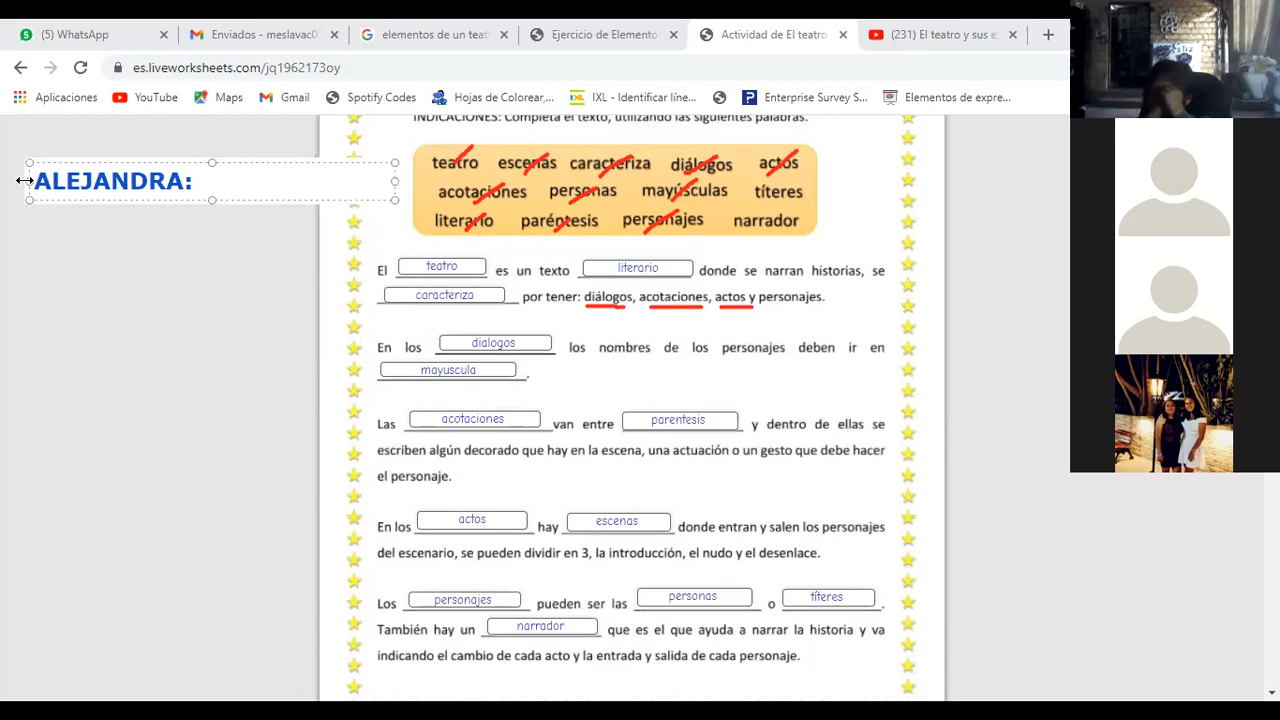 (5) WhatsApp
Enviados - meslavac0
elementos de un teat
Ejercicio de Elemento
Actividad de El teatro
(231) El teatro y sus e
es.liveworksheets.com/jq1962173oy
Aplicaciones
YouTube
Maps
Gmail
Spotify Codes
Hojas de Colorear,...
IXL - Identificar líne...
Enterprise Survey S...
Elementos de expre...
INDICACIONES: Completa el texto, utilizando las siguientes palabras.
ALEJANDRA:
teatro escenas caracteriza diálogos actos
acotaciones personas mayúsculas títeres
literario paréntesis personajes narrador
El teatro es un texto literario donde se narran historias, se
caracteriza por tener: diálogos, acotaciones, actos y personajes.
En los dialogos los nombres de los personajes deben ir en
mayuscula.
Las acotaciones van entre parentesis y dentro de ellas se
escriben algún decorado que hay en la escena, una actuación o un gesto que debe hacer
el personaje.
En los actos hay escenas donde entran y salen los personajes
del escenario, se pueden dividir en 3, la introducción, el nudo y el desenlace.
Los personajes pueden ser las personas o títeres.
También hay un narrador que es el que ayuda a narrar la historia y va
indicando el cambio de cada acto y la entrada y salida de cada personaje.